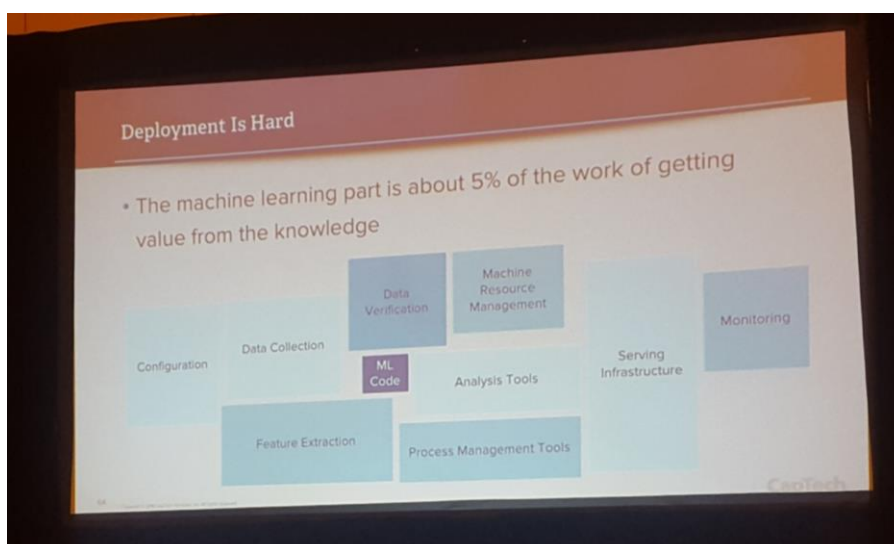 Deployment Is Hard
• The machine learning part is about 5% of the work of getting
value from the knowledge
Configuration
Data Collection
Data
Verification
Machine
Resource
Management
ML
Code
Analysis Tools
Feature Extraction
Process Management Tools
Serving
Infrastructure
Monitoring
CapTech